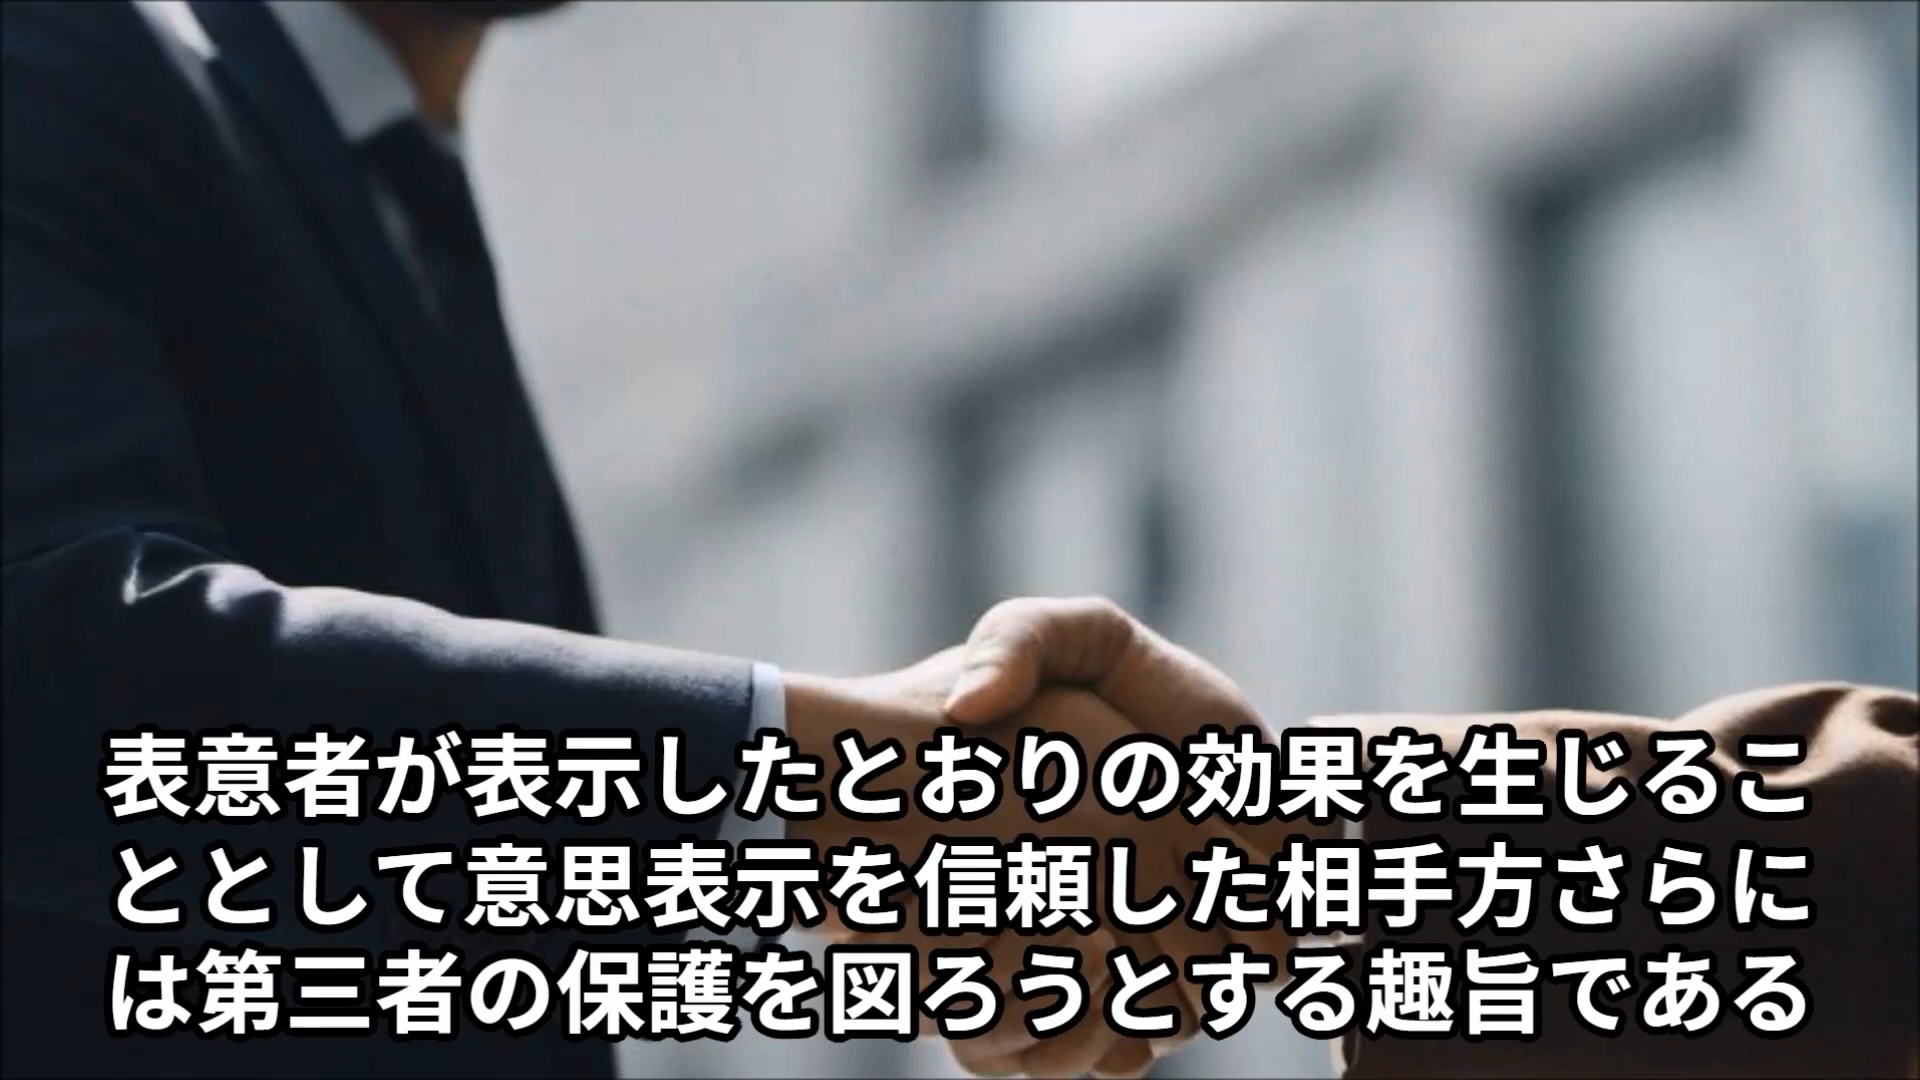 表意者が表示したとおりの効果を生じるこ
ととして意思表示を信頼した相手方さらに
は第三者の保護を図ろうとする趣旨である